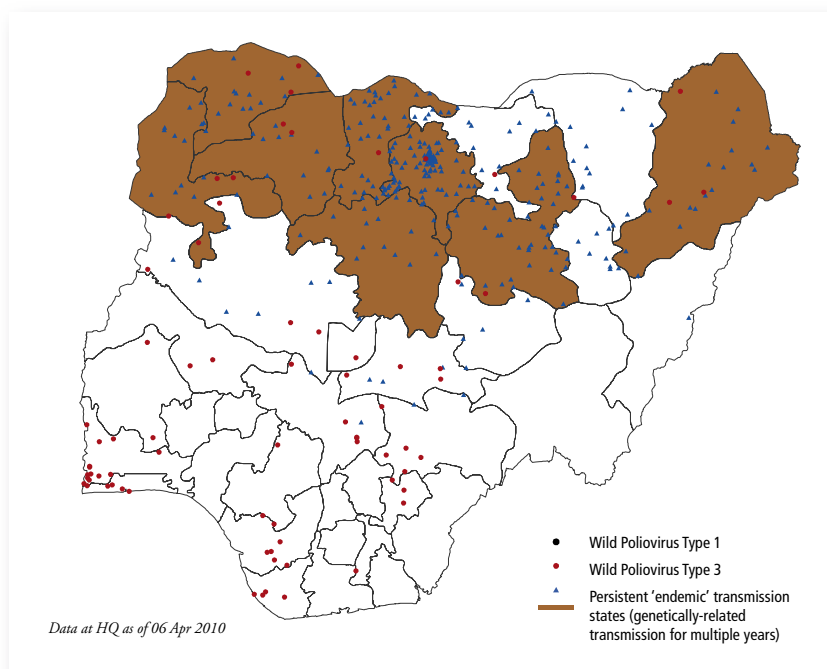 Wild Poliovirus Type 1
Wild Poliovirus Type 3
Persistent ‘endemic’ transmission
states (genetically-related
transmission for multiple years)
Data at HQ as of 06 Apr 2010